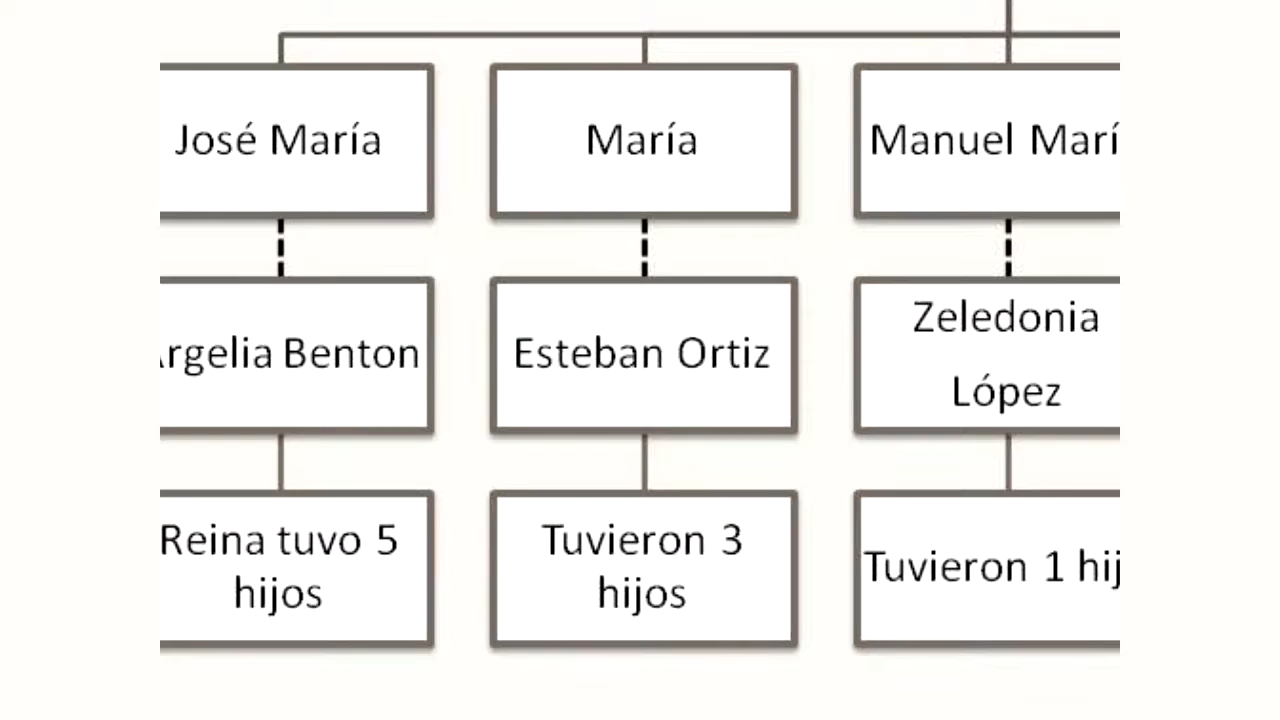 José María
María
Manuel Marí
rgelia Benton
Esteban Ortiz
Zeledonia
López
Reina tuvo 5
hijos
Tuvieron 3
hijos
Tuvieron 1 hij